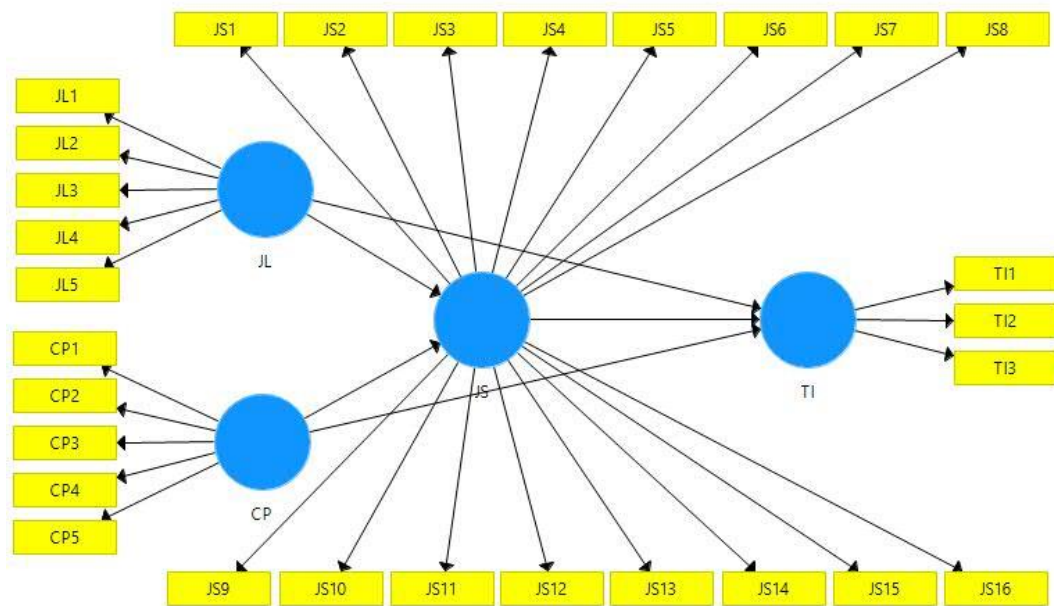 JS1 JS2 JS3 JS4 JS5 JS6 JS7 JS8
JL1
JL2
JL3
JL4
JL5
JL
CP1
CP2
CP3
CP4
CP5
CP
JS
TI
TI1
TI2
TI3
JS9 JS10 JS11 JS12 JS13 JS14 JS15 JS16